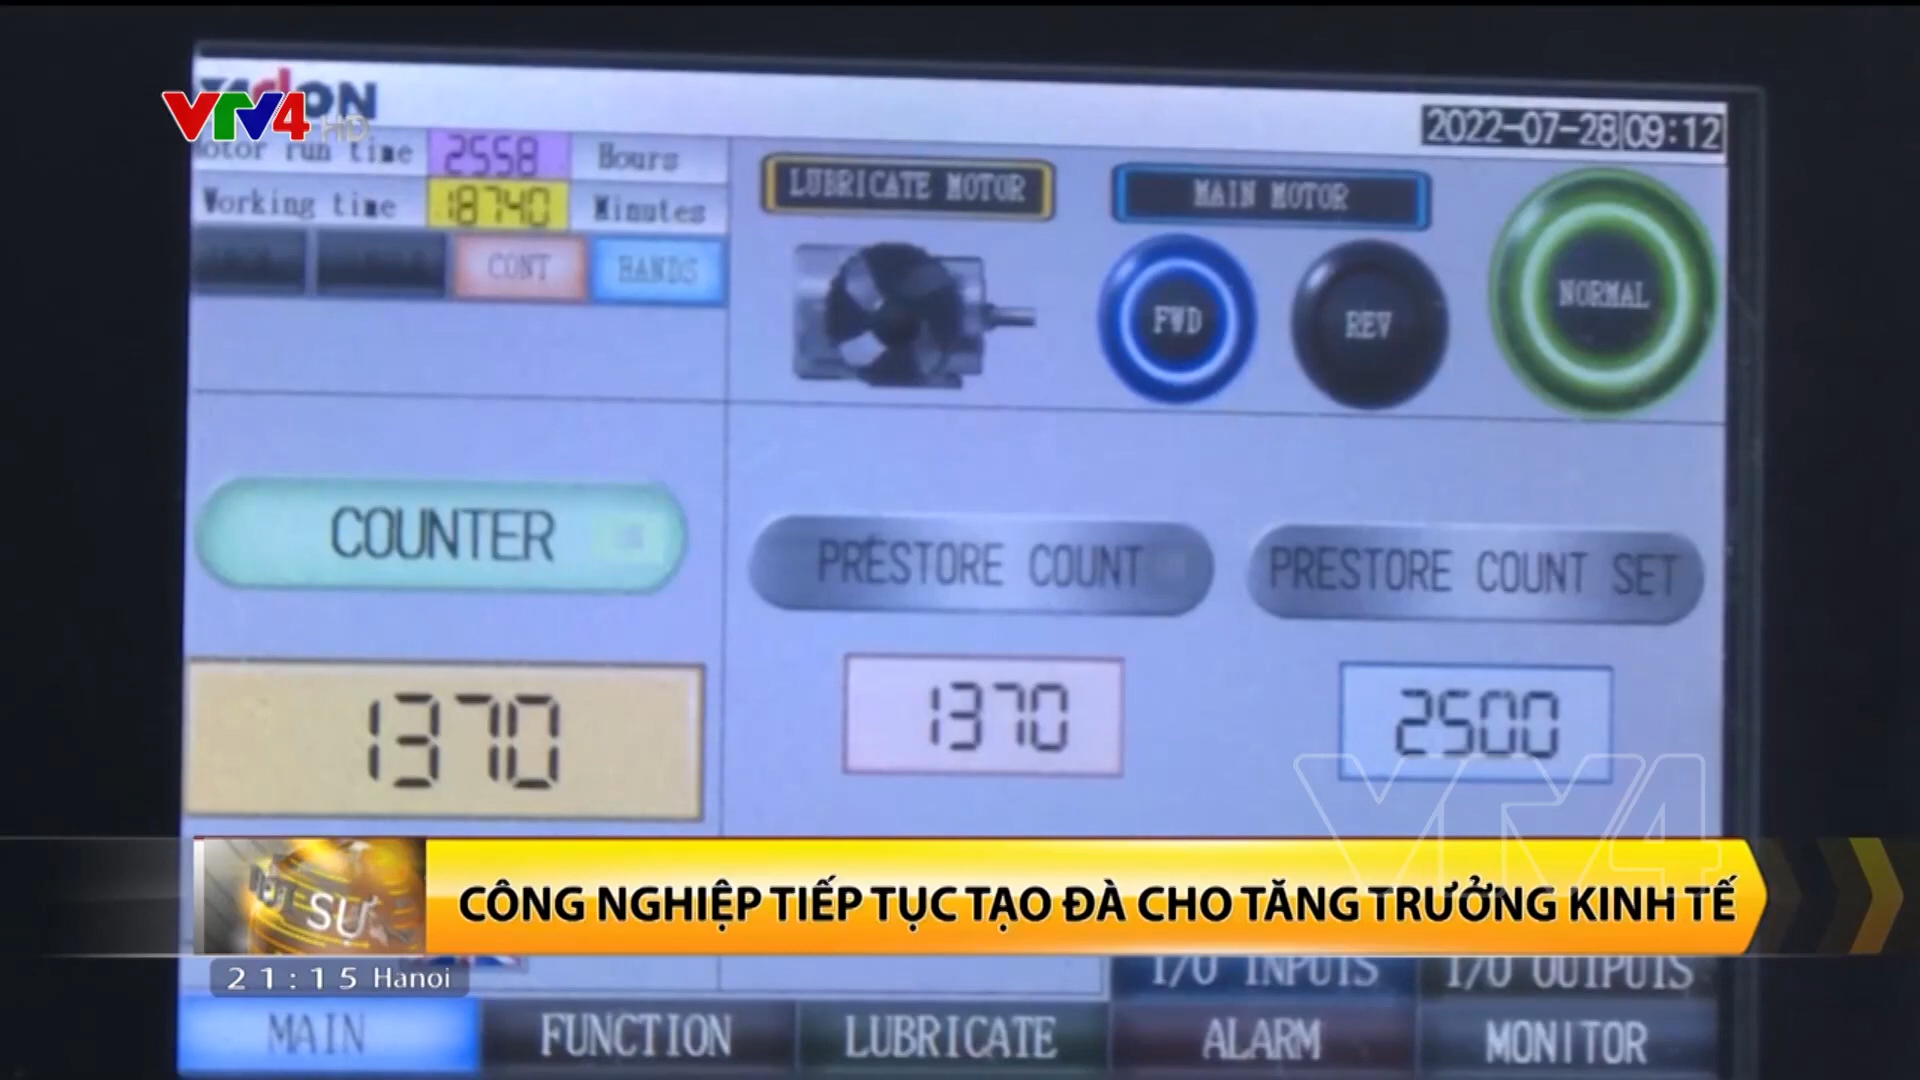 VTV4 HD
2022-07-28 09:12
Motor run time 2558 Hours
Working time 18740 Minutes
CONT HANDS
LUBRICATE MOTOR
MAIN MOTOR
FWD
REV
NORMAL
COUNTER
PRESTORE COUNT
PRESTORE COUNT SET
1370
1370
2500
VTV4
SỰ
CÔNG NGHIỆP TIẾP TỤC TẠO ĐÀ CHO TĂNG TRƯỞNG KINH TẾ
21:15 Hanoi
I/O INPUTS
I/O OUTPUTS
MAIN
FUNCTION
LUBRICATE
ALARM
MONITOR